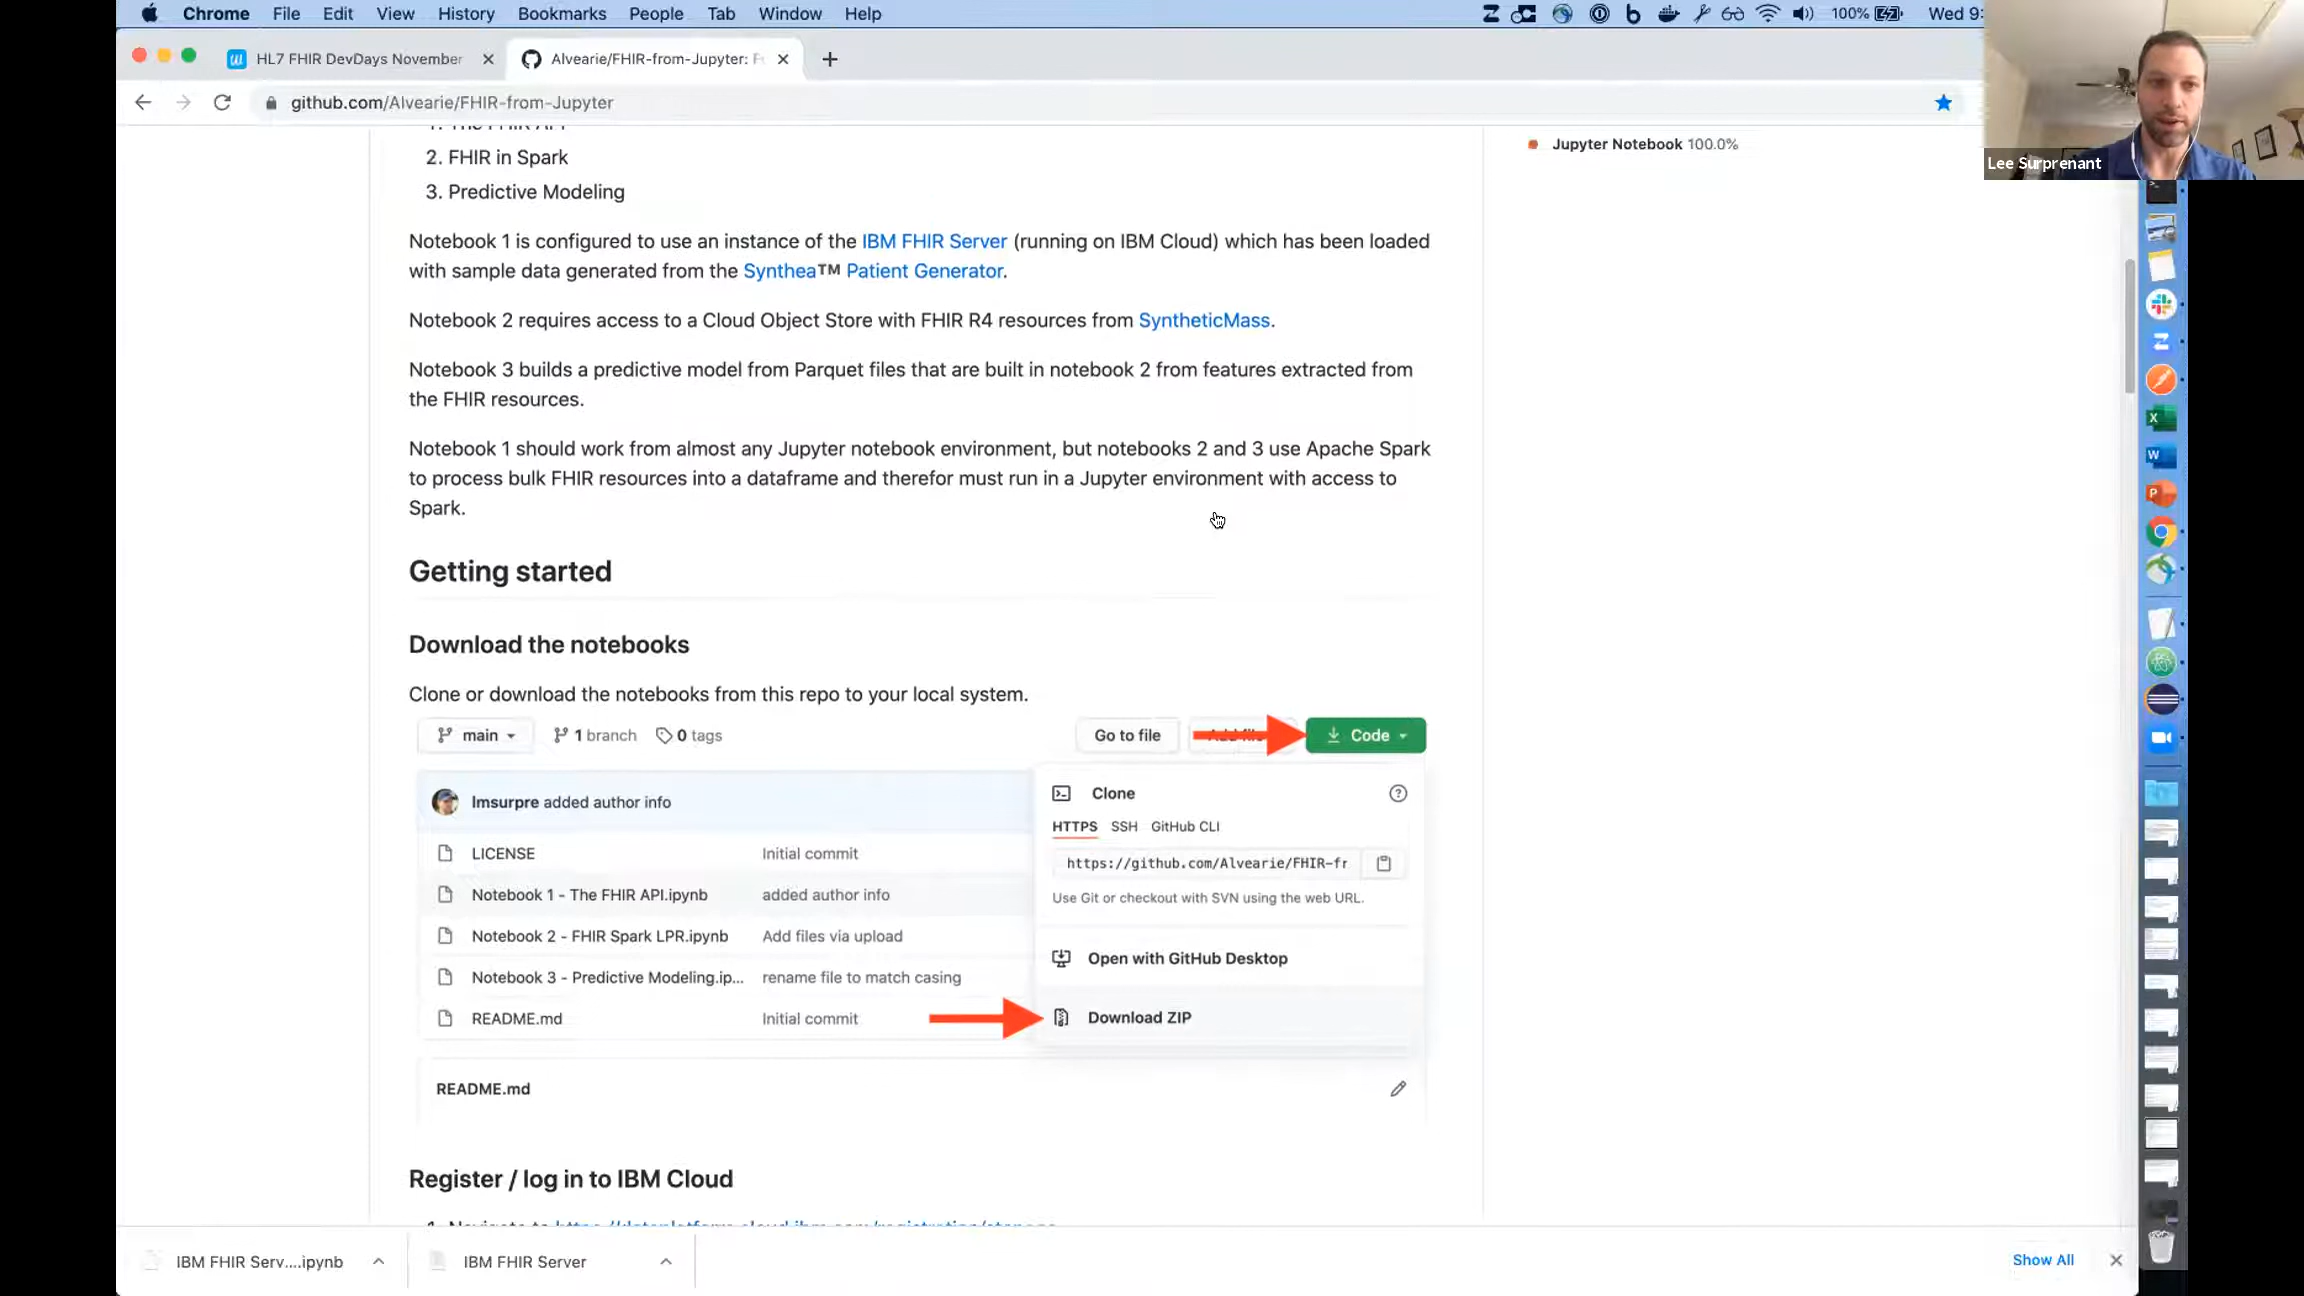 Chrome File Edit View History Bookmarks People Tab Window Help
100% Wed 9:
HL7 FHIR DevDays November
Alvearie/FHIR-from-Jupyter: F
github.com/Alvearie/FHIR-from-Jupyter
Lee Surprenant
1. The FHIR API
2. FHIR in Spark
3. Predictive Modeling
Jupyter Notebook 100.0%
Notebook 1 is configured to use an instance of the IBM FHIR Server (running on IBM Cloud) which has been loaded
with sample data generated from the Synthea™ Patient Generator.
Notebook 2 requires access to a Cloud Object Store with FHIR R4 resources from SyntheticMass.
Notebook 3 builds a predictive model from Parquet files that are built in notebook 2 from features extracted from
the FHIR resources.
Notebook 1 should work from almost any Jupyter notebook environment, but notebooks 2 and 3 use Apache Spark
to process bulk FHIR resources into a dataframe and therefor must run in a Jupyter environment with access to
Spark.
Getting started
Download the notebooks
Clone or download the notebooks from this repo to your local system.
main 1 branch 0 tags Go to file Add file Code
lmsurpre added author info
LICENSE Initial commit
Notebook 1 - The FHIR API.ipynb added author info
Notebook 2 - FHIR Spark LPR.ipynb Add files via upload
Notebook 3 - Predictive Modeling.ip... rename file to match casing
README.md Initial commit
Clone
HTTPS SSH GitHub CLI
https://github.com/Alvearie/FHIR-fr
Use Git or checkout with SVN using the web URL.
Open with GitHub Desktop
Download ZIP
README.md
Register / log in to IBM Cloud
IBM FHIR Serv....ipynb
IBM FHIR Server
Show All